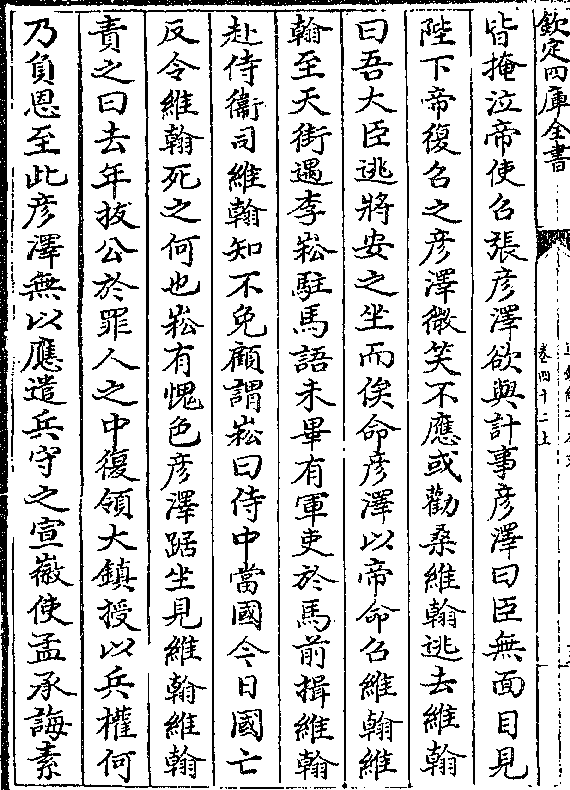 欽定四庫全書
卷四十二上
皆掩泣帝使召張彦澤欲與計事彦澤曰臣無面目見
陛下帝復召之彦澤微笑不應或勸桑維翰逃去維翰
曰吾大臣逃將安之坐而俟命彦澤以帝命召維翰維
翰至天街遇李崧駐馬語未畢有軍吏於馬前揖維翰
赴侍衞司維翰知不免顧謂崧曰侍中當國今日國亡
反令維翰死之何也崧有愧色彦澤踞坐見維翰維翰
責之曰去年拔公於罪人之中復領大鎮授以兵權何
乃負恩至此彦澤無以應遣兵守之宣徽使孟承誨素